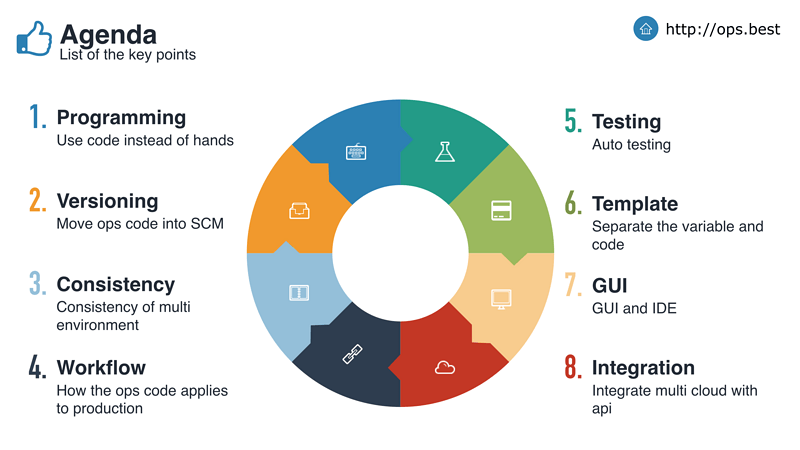 Agenda
List of the key points
http://ops.best
1. Programming
Use code instead of hands
2. Versioning
Move ops code into SCM
3. Consistency
Consistency of multi
environment
4. Workflow
How the ops code applies
to production
5. Testing
Auto testing
6. Template
Separate the variable and
code
7. GUI
GUI and IDE
8. Integration
Integrate multi cloud with
api